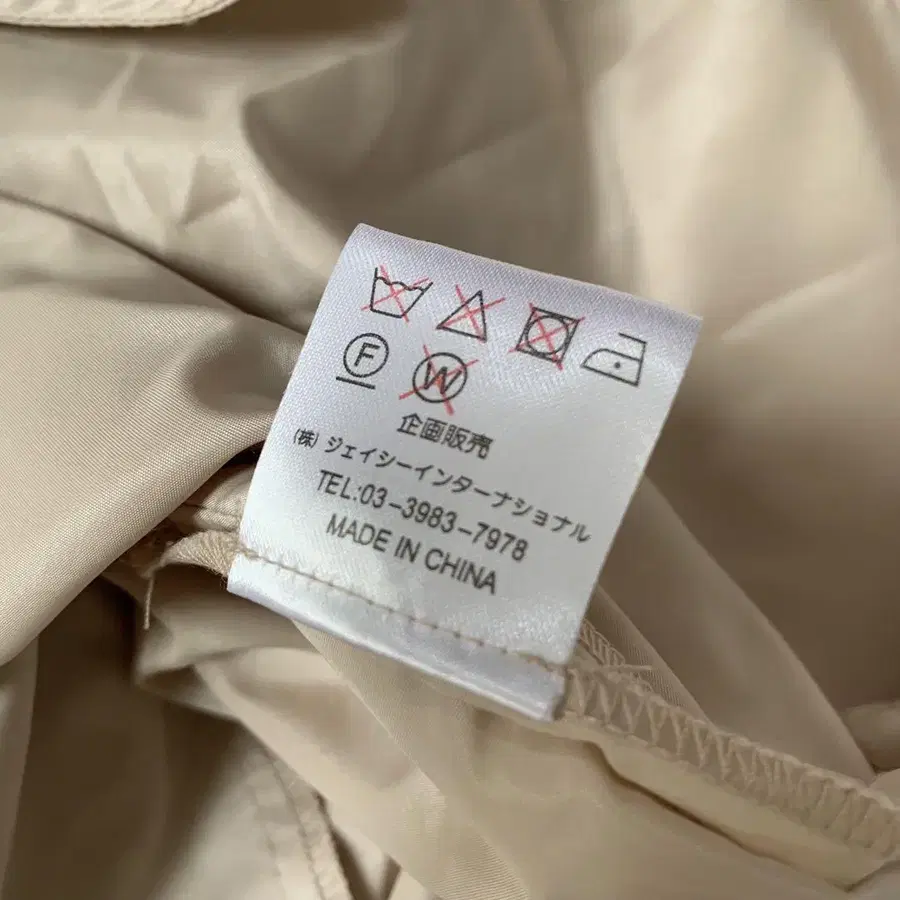 F W
企画販売
(株) ジェイシーインターナショナル
TEL:03-3983-7978
MADE IN CHINA